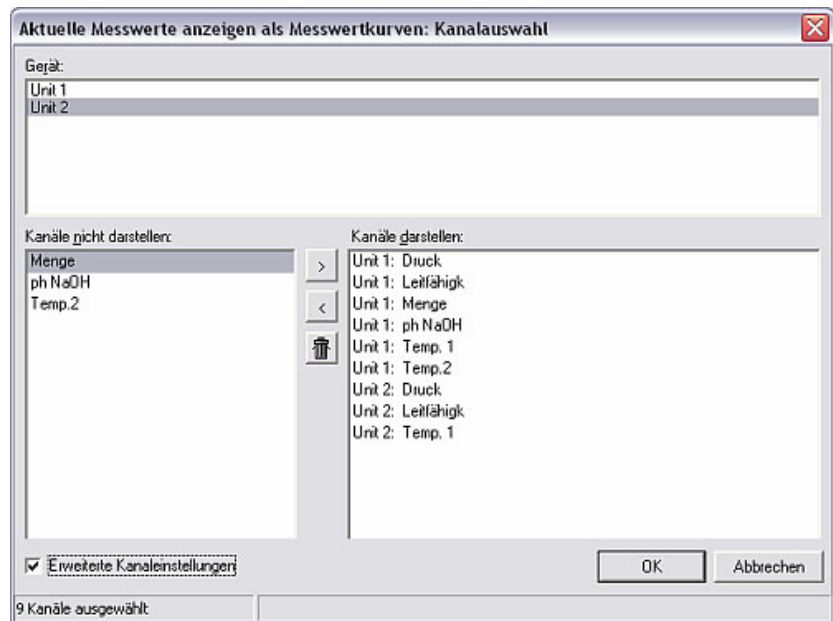 Aktuelle Messwerte anzeigen als Messwertkurven: Kanalauswahl
Gerät:
Unit 1
Unit 2
Kanäle nicht darstellen:
Menge
ph NaOH
Temp.2
>
<
Kanäle darstellen:
Unit 1: Druck
Unit 1: Leitfähigk
Unit 1: Menge
Unit 1: ph NaOH
Unit 1: Temp. 1
Unit 1: Temp.2
Unit 2: Druck
Unit 2: Leitfähigk
Unit 2: Temp. 1
Erweiterte Kanaleinstellungen
OK
Abbrechen
9 Kanäle ausgewählt